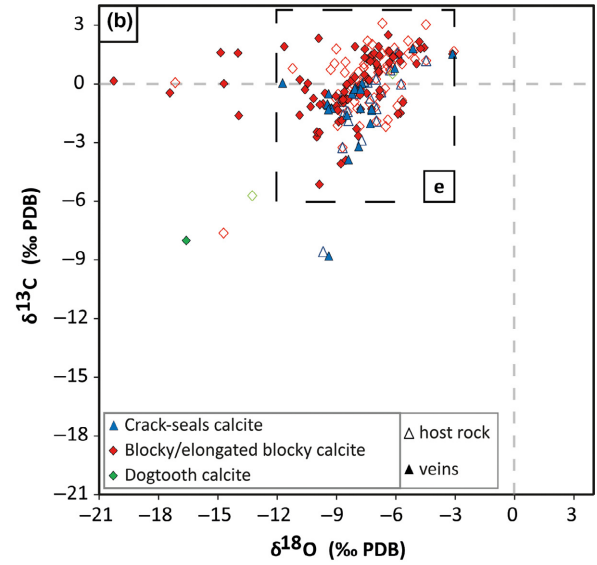 (b)
3
0
−3
−6
−9
−12
−15
−18
−21
δ13C (‰ PDB)
e
Crack-seals calcite
Blocky/elongated blocky calcite
Dogtooth calcite
host rock
veins
−21 −18 −15 −12 −9 −6 −3 0 3
δ18O (‰ PDB)